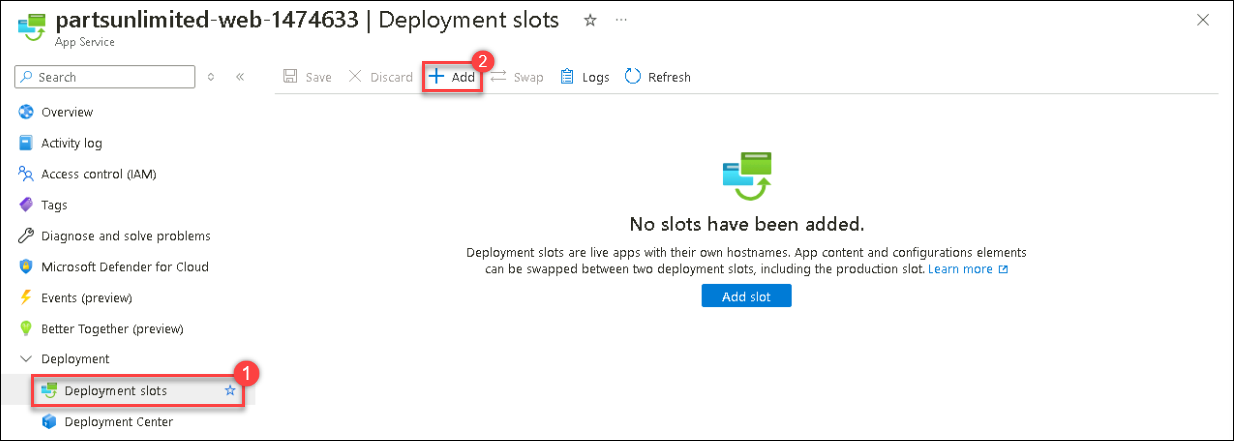 partsunlimited-web-1474633 | Deployment slots
App Service
Search
Save
Discard
Add
2
Swap
Logs
Refresh
Overview
Activity log
Access control (IAM)
Tags
Diagnose and solve problems
Microsoft Defender for Cloud
Events (preview)
Better Together (preview)
Deployment
Deployment slots
1
Deployment Center
No slots have been added.
Deployment slots are live apps with their own hostnames. App content and configurations elements
can be swapped between two deployment slots, including the production slot. Learn more
Add slot